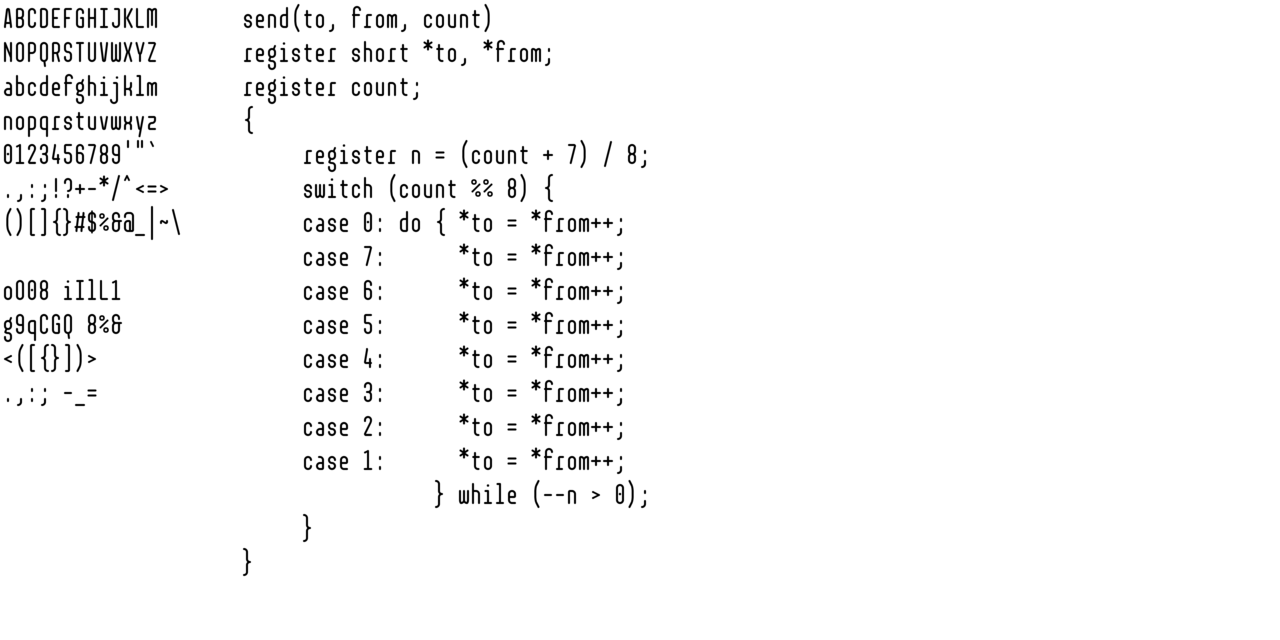 ABCDEFGHIJKLM
NOPQRSTUVWXYZ
abcdefghijklm
nopqrstuvwxyz
0123456789'"`
.,:;!?+-*/^<=>
()[]{}#$%&@_|~\
oO08 iIlL1
g9qCGQ 8%&
<([{}])>
.,:; -_=
send(to, from, count)
register short *to, *from;
register count;
{
register n = (count + 7) / 8;
switch (count %% 8) {
case 0: do { *to = *from++;
case 7: *to = *from++;
case 6: *to = *from++;
case 5: *to = *from++;
case 4: *to = *from++;
case 3: *to = *from++;
case 2: *to = *from++;
case 1: *to = *from++;
} while (--n > 0);
}
}